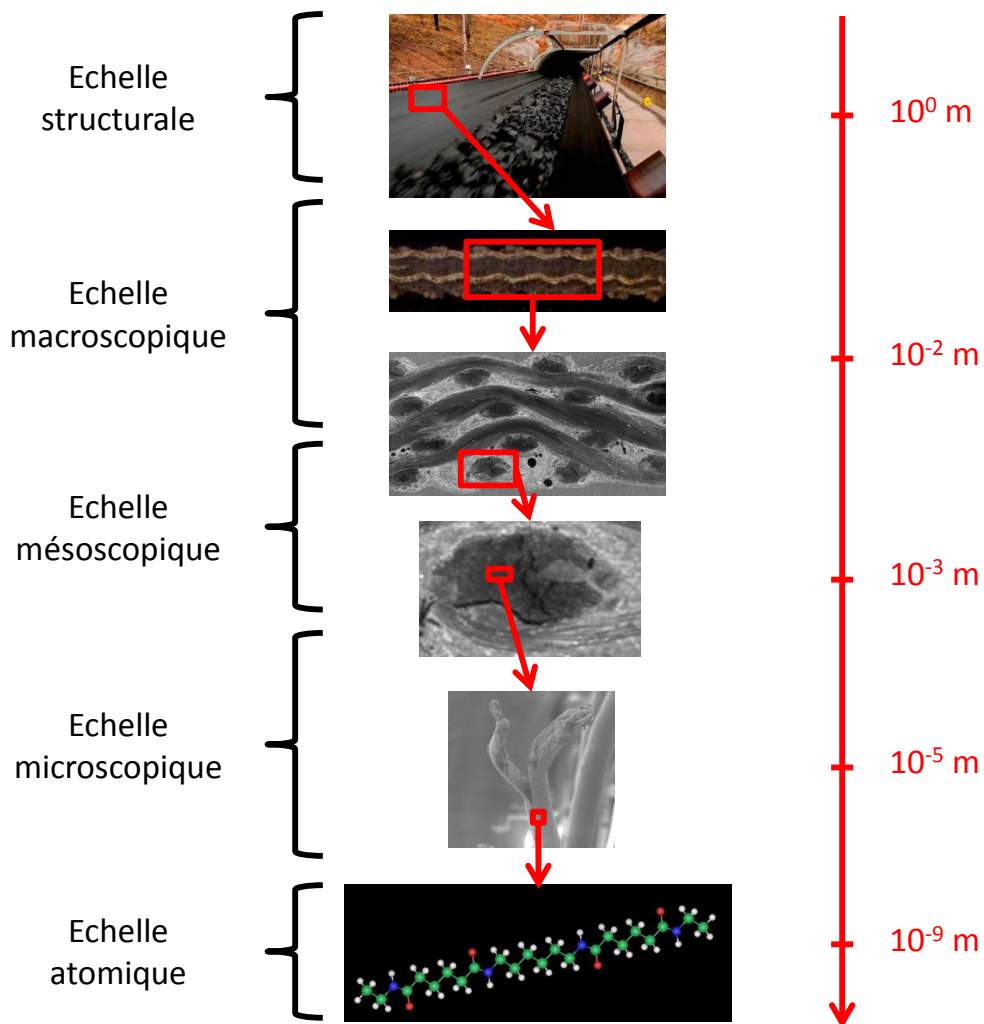 Echelle
structurale
10⁰ m
Echelle
macroscopique
10⁻² m
Echelle
mésoscopique
10⁻³ m
Echelle
microscopique
10⁻⁵ m
Echelle
atomique
10⁻⁹ m